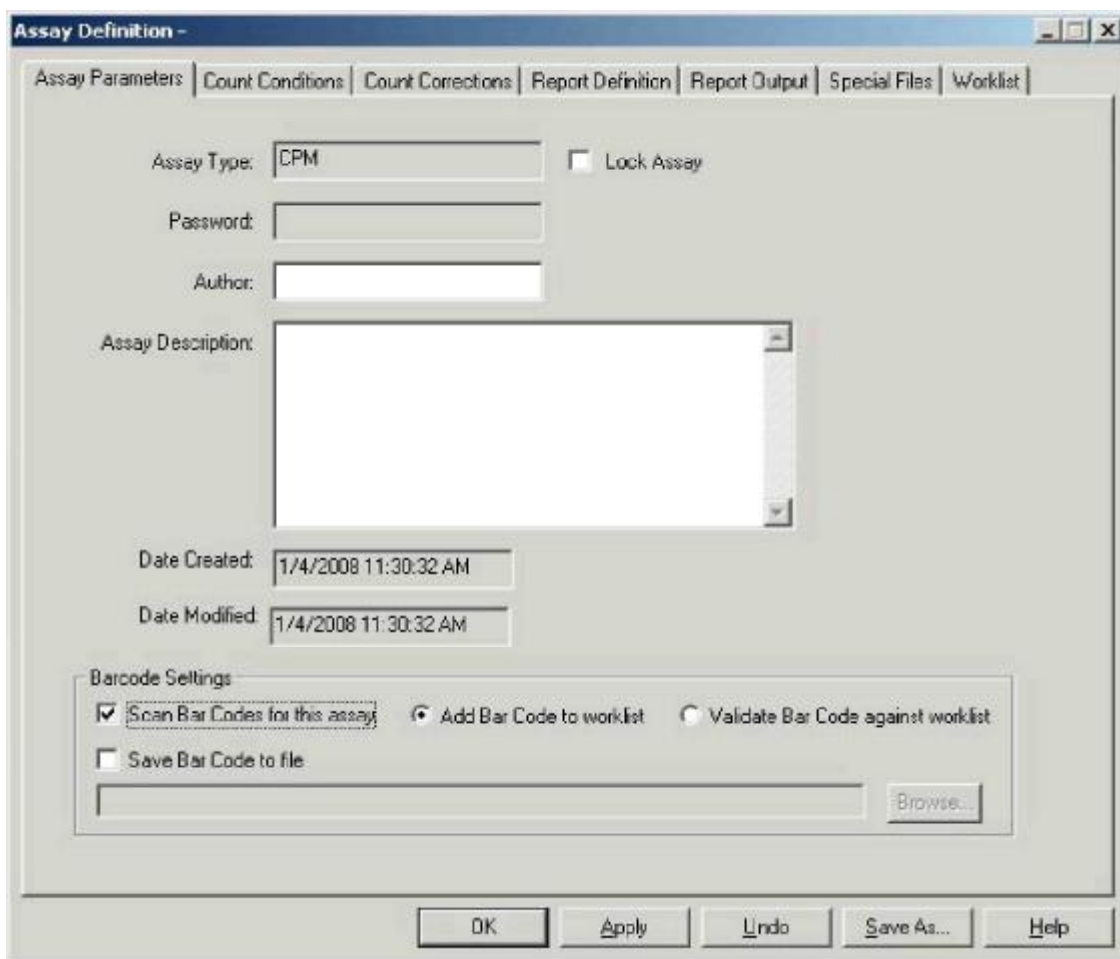 Assay Definition -
Assay Parameters Count Conditions Count Corrections Report Definition Report Output Special Files Worklist
Assay Type: CPM Lock Assay
Password:
Author:
Assay Description:
Date Created: 1/4/2008 11:30:32 AM
Date Modified: 1/4/2008 11:30:32 AM
Barcode Settings
Scan Bar Codes for this assay Add Bar Code to worklist Validate Bar Code against worklist
Save Bar Code to file
Browse...
OK Apply Undo Save As... Help